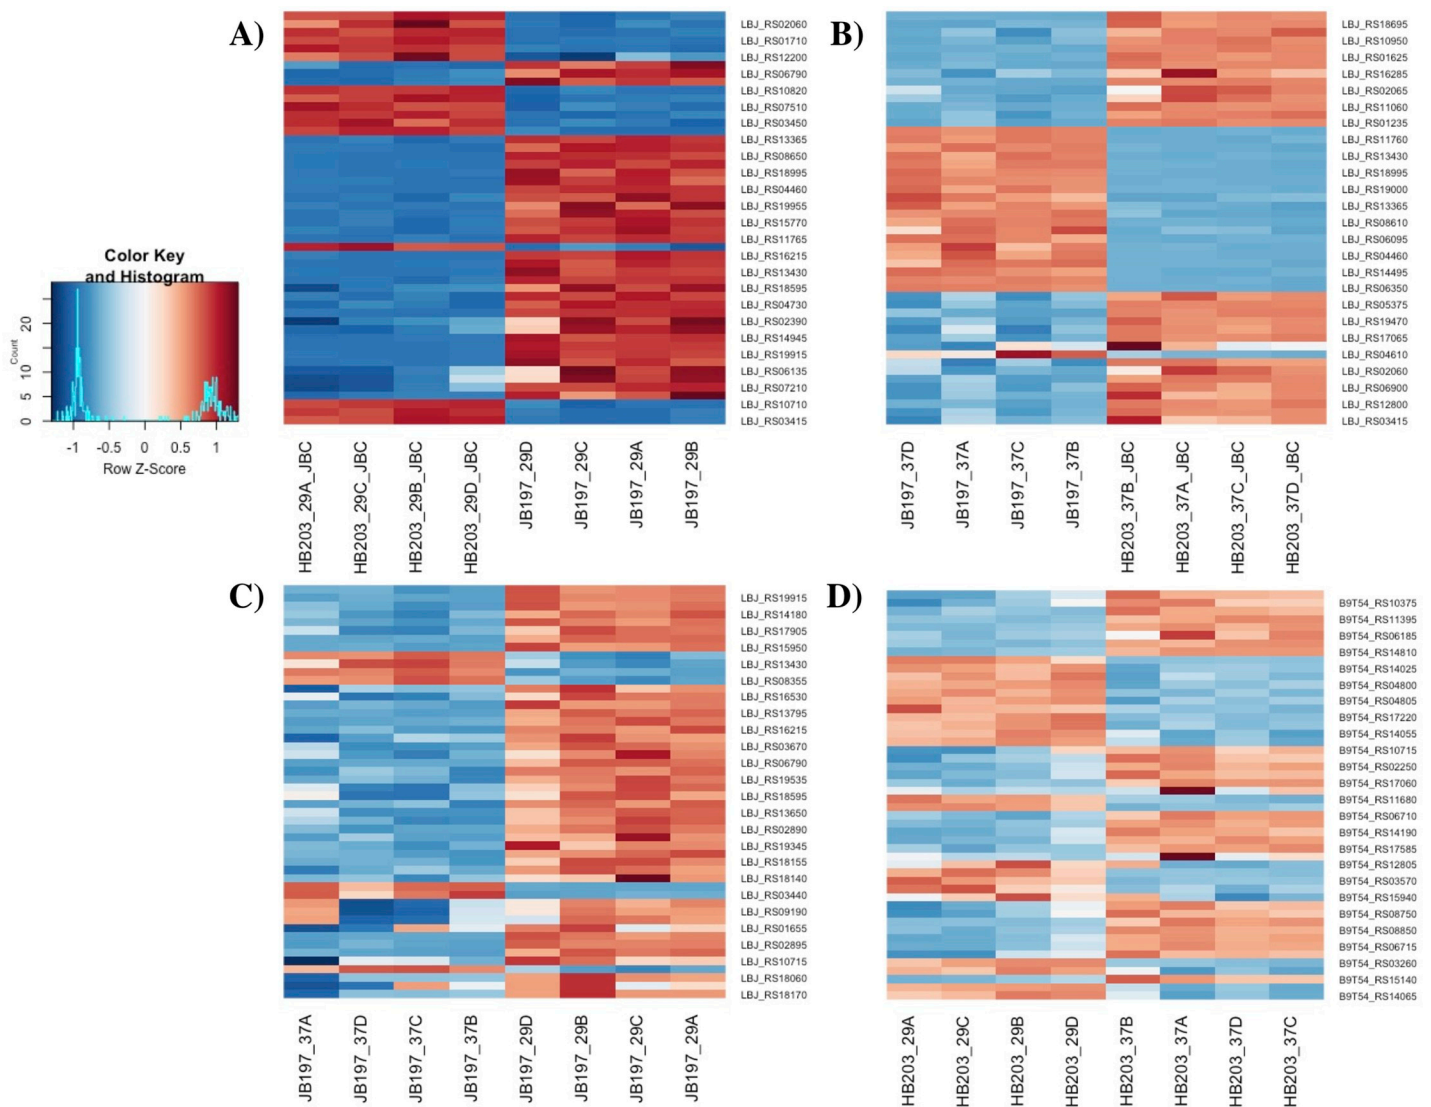 A)
LBJ_RS02060
LBJ_RS01710
LBJ_RS12200
LBJ_RS06790
LBJ_RS10820
LBJ_RS07510
LBJ_RS03450
LBJ_RS13365
LBJ_RS08650
LBJ_RS18995
LBJ_RS04460
LBJ_RS19955
LBJ_RS15770
LBJ_RS11765
LBJ_RS16215
LBJ_RS13430
LBJ_RS18595
LBJ_RS04730
LBJ_RS02390
LBJ_RS14945
LBJ_RS19915
LBJ_RS06135
LBJ_RS07210
LBJ_RS10710
LBJ_RS03415
HB203_29A_JBC
HB203_29C_JBC
HB203_29B_JBC
HB203_29D_JBC
JB197_29D
JB197_29C
JB197_29A
JB197_29B
B)
LBJ_RS18695
LBJ_RS10950
LBJ_RS01625
LBJ_RS16285
LBJ_RS02065
LBJ_RS11060
LBJ_RS01235
LBJ_RS11760
LBJ_RS13430
LBJ_RS18995
LBJ_RS19000
LBJ_RS13365
LBJ_RS08610
LBJ_RS06095
LBJ_RS04460
LBJ_RS14495
LBJ_RS06350
LBJ_RS05375
LBJ_RS19470
LBJ_RS17065
LBJ_RS04610
LBJ_RS02060
LBJ_RS06900
LBJ_RS12800
LBJ_RS03415
JB197_37D
JB197_37A
JB197_37C
JB197_37B
HB203_37B_JBC
HB203_37A_JBC
HB203_37C_JBC
HB203_37D_JBC
Color Key
and Histogram
Count
0
5
10
20
-1
-0.5
0
0.5
1
Row Z-Score
C)
LBJ_RS19915
LBJ_RS14180
LBJ_RS17905
LBJ_RS15950
LBJ_RS13430
LBJ_RS08355
LBJ_RS16530
LBJ_RS13795
LBJ_RS16215
LBJ_RS03670
LBJ_RS06790
LBJ_RS19535
LBJ_RS18595
LBJ_RS13650
LBJ_RS02890
LBJ_RS19345
LBJ_RS18155
LBJ_RS18140
LBJ_RS03440
LBJ_RS09190
LBJ_RS01655
LBJ_RS02895
LBJ_RS10715
LBJ_RS18060
LBJ_RS18170
JB197_37A
JB197_37D
JB197_37C
JB197_37B
JB197_29D
JB197_29B
JB197_29C
JB197_29A
D)
B9T54_RS10375
B9T54_RS11395
B9T54_RS06185
B9T54_RS14810
B9T54_RS14025
B9T54_RS04800
B9T54_RS04805
B9T54_RS17220
B9T54_RS14055
B9T54_RS10715
B9T54_RS02250
B9T54_RS17060
B9T54_RS11680
B9T54_RS06710
B9T54_RS14190
B9T54_RS17585
B9T54_RS12805
B9T54_RS03570
B9T54_RS15940
B9T54_RS08750
B9T54_RS08850
B9T54_RS06715
B9T54_RS03260
B9T54_RS15140
B9T54_RS14065
HB203_29A
HB203_29C
HB203_29B
HB203_29D
HB203_37B
HB203_37A
HB203_37D
HB203_37C